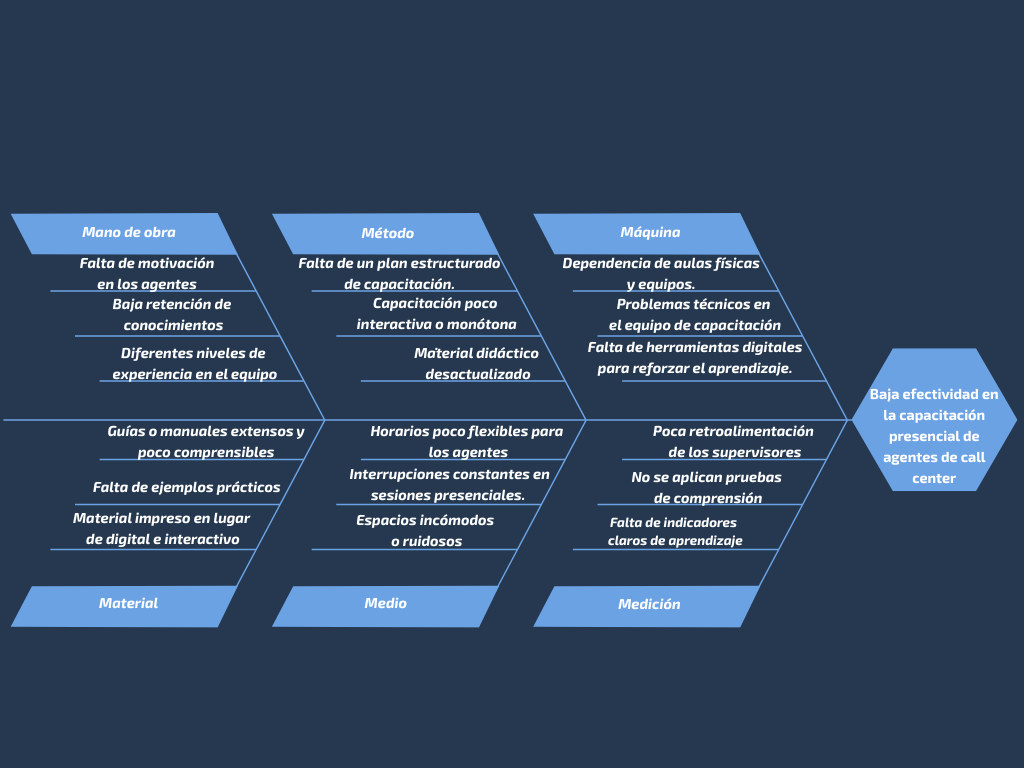 Mano de obra
Falta de motivación
en los agentes
Baja retención de
conocimientos
Diferentes niveles de
experiencia en el equipo
Método
Falta de un plan estructurado
de capacitación.
Capacitación poco
interactiva o monótona
Material didáctico
desactualizado
Máquina
Dependencia de aulas físicas
y equipos.
Problemas técnicos en
el equipo de capacitación
Falta de herramientas digitales
para reforzar el aprendizaje.
Baja efectividad en
la capacitación
presencial de
agentes de call
center
Guías o manuales extensos y
poco comprensibles
Falta de ejemplos prácticos
Material impreso en lugar
de digital e interactivo
Material
Horarios poco flexibles para
los agentes
Interrupciones constantes en
sesiones presenciales.
Espacios incómodos
o ruidosos
Medio
Poca retroalimentación
de los supervisores
No se aplican pruebas
de comprensión
Falta de indicadores
claros de aprendizaje
Medición